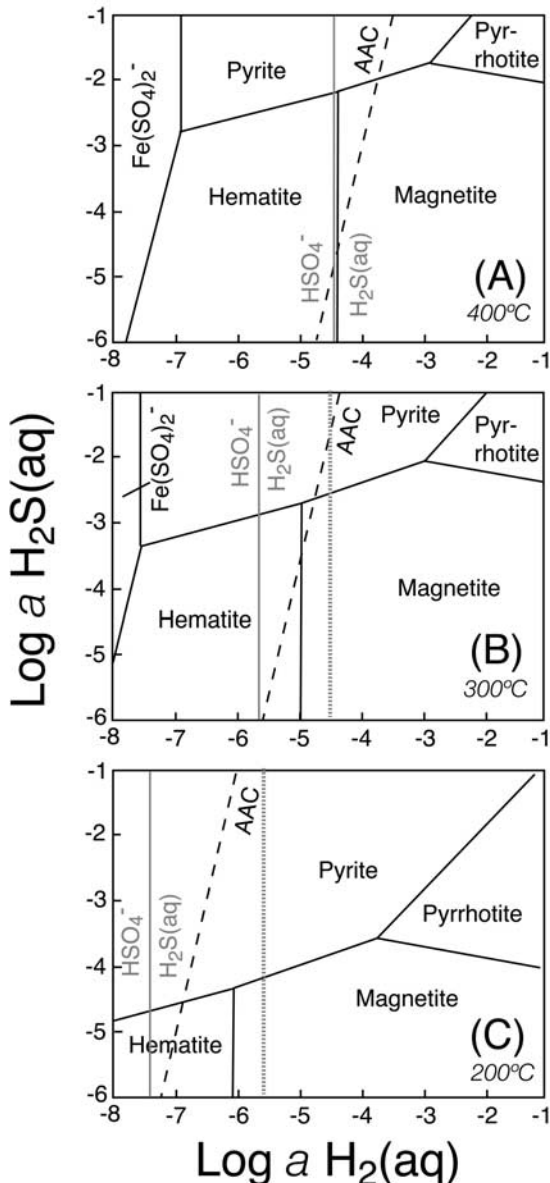 Log a H2S(aq)
-1
-2
-3
-4
-5
-6
Fe(SO4)2-
Pyrite
AAC
Pyr-
rhotite
Hematite
HSO4-
H2S(aq)
Magnetite
(A)
400ºC
-8 -7 -6 -5 -4 -3 -2 -1
-1
-2
-3
-4
-5
-6
Fe(SO4)2-
HSO4-
H2S(aq)
AAC
Pyrite
Pyr-
rhotite
Hematite
Magnetite
(B)
300ºC
-8 -7 -6 -5 -4 -3 -2 -1
-1
-2
-3
-4
-5
-6
HSO4-
H2S(aq)
AAC
Pyrite
Pyrrhotite
Hematite
Magnetite
(C)
200ºC
-8 -7 -6 -5 -4 -3 -2 -1
Log a H2(aq)